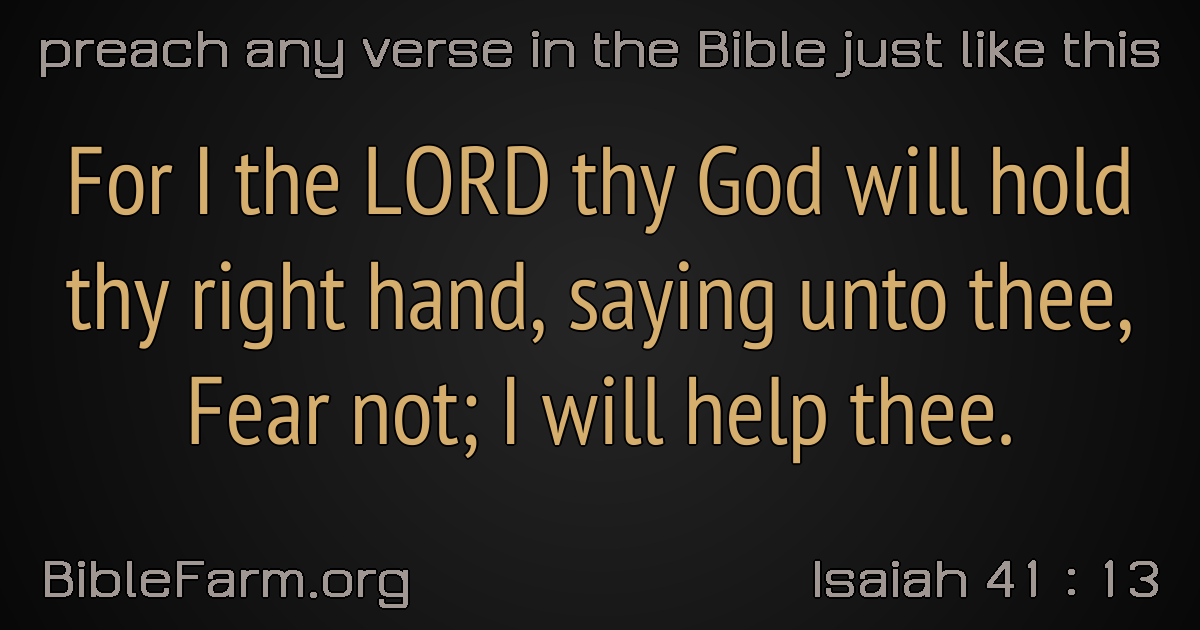 preach any verse in the Bible just like this
For I the LORD thy God will hold
thy right hand, saying unto thee,
Fear not; I will help thee.
BibleFarm.org
Isaiah 41 : 13